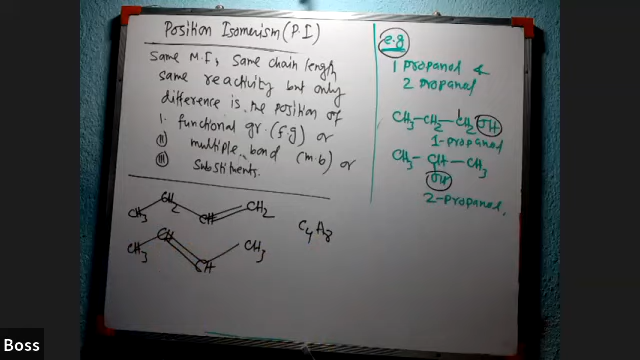 Position Isomerism (P.I)
Same M.F, Same chain length,
same reactivity but only
difference is the position of
I. functional gr. (f.g) or
II multiple bond (m.b) or
III Substituents.
CH3 CH2 CH CH2
C4H8
CH3 CH CH CH3
e.g
1 propanol &
2 propanol
CH3-CH2-CH2 OH
1-propanol
CH3-CH-CH3
OH
2-propanol,
Boss